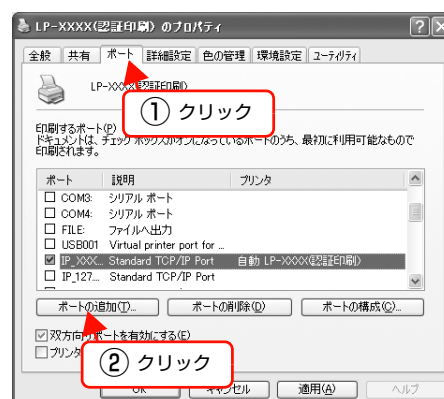 LP-XXXX(認証印刷) のプロパティ
全般 共有 ポート 詳細設定 色の管理 環境設定 ユーティリティ
LP-XXXX(認証印刷)
① クリック
印刷するポート(P)
ドキュメントは、チェック ボックスがオンになっているポートのうち、最初に利用可能なもので
印刷されます。
ポート 説明 プリンタ
COM3: シリアル ポート
COM4: シリアル ポート
FILE: ファイルへ出力
USB001 Virtual printer port for ...
IP_XXX... Standard TCP/IP Port 自動 LP-XXXX(認証印刷)
IP_127... Standard TCP/IP Port
ポートの追加(T)... ポートの削除(D) ポートの構成(C)...
双方向サポートを有効にする(E)
プリンタ
② クリック
OK キャンセル 適用(A) ヘルプ